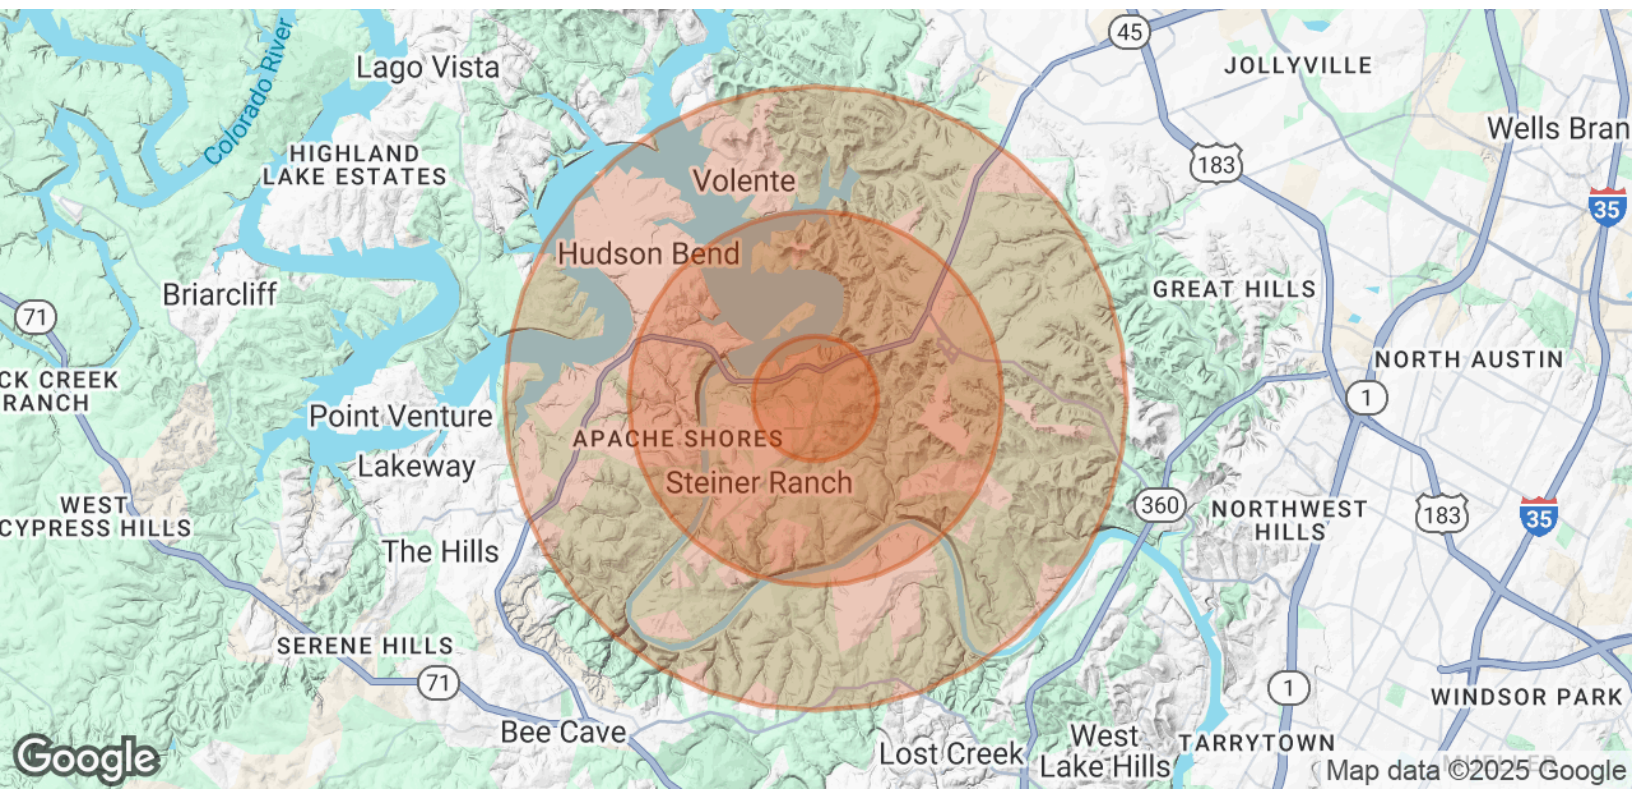 45
Lago Vista
JOLLYVILLE
Colorado River
Wells Bran
HIGHLAND
LAKE ESTATES
183
Volente
35
Hudson Bend
Briarcliff
GREAT HILLS
71
NORTH AUSTIN
CK CREEK
RANCH
1
Point Venture
APACHE SHORES
Lakeway
Steiner Ranch
WEST
CYPRESS HILLS
360
NORTHWEST
HILLS
183
35
The Hills
SERENE HILLS
71
1
WINDSOR PARK
Bee Cave
Lost Creek
West
Lake Hills
TARRYTOWN
MUELLER
Google
Map data ©2025 Google